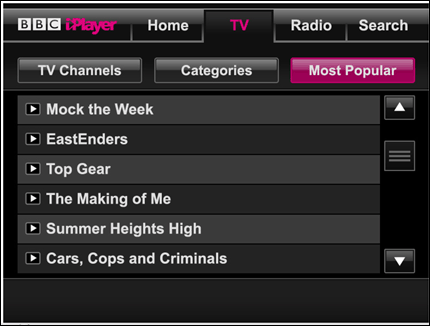 BBC iPlayer Home TV Radio Search
TV Channels Categories Most Popular
Mock the Week
EastEnders
Top Gear
The Making of Me
Summer Heights High
Cars, Cops and Criminals